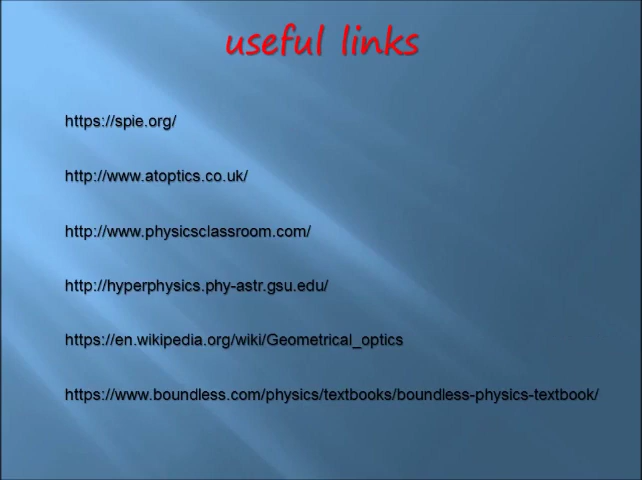 useful links
https://spie.org/
http://www.atoptics.co.uk/
http://www.physicsclassroom.com/
http://hyperphysics.phy-astr.gsu.edu/
https://en.wikipedia.org/wiki/Geometrical_optics
https://www.boundless.com/physics/textbooks/boundless-physics-textbook/